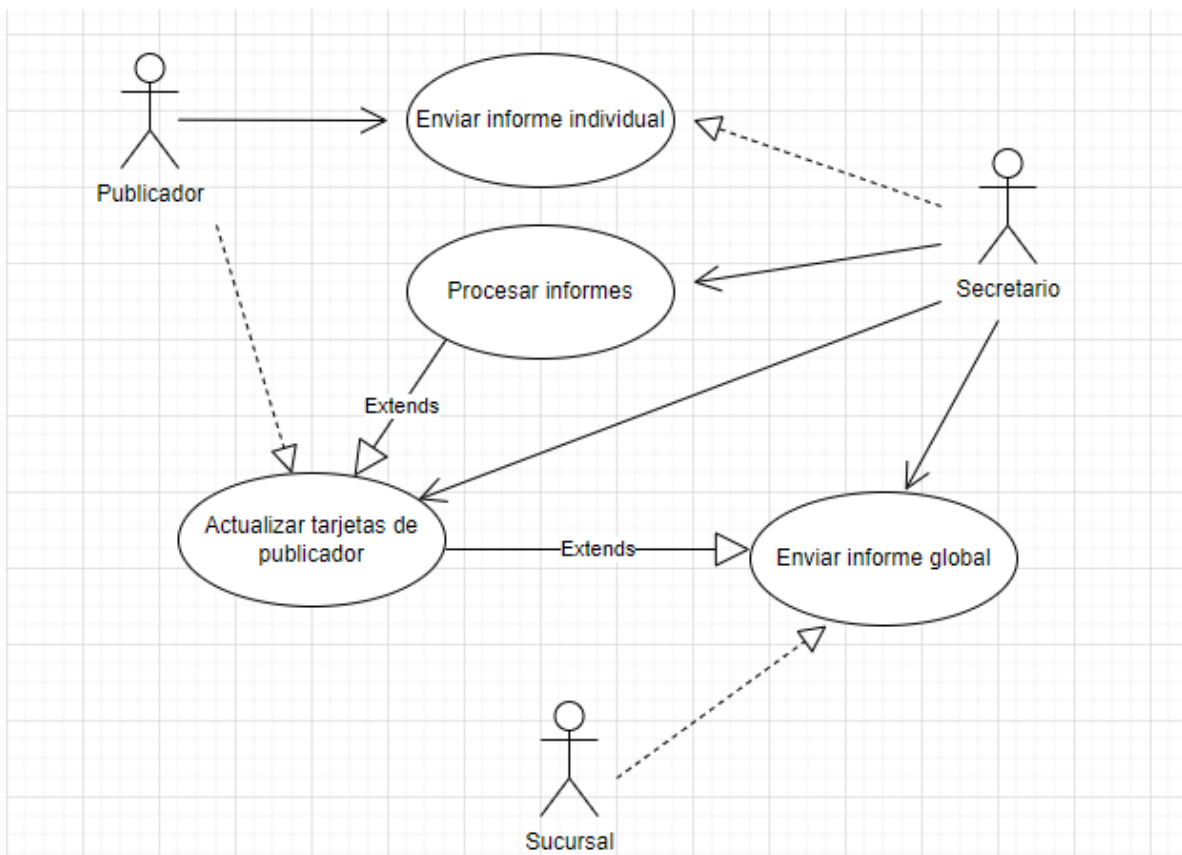 Enviar informe individual
Publicador
Procesar informes
Secretario
Extends
Actualizar tarjetas de
publicador
Extends
Enviar informe global
Sucursal